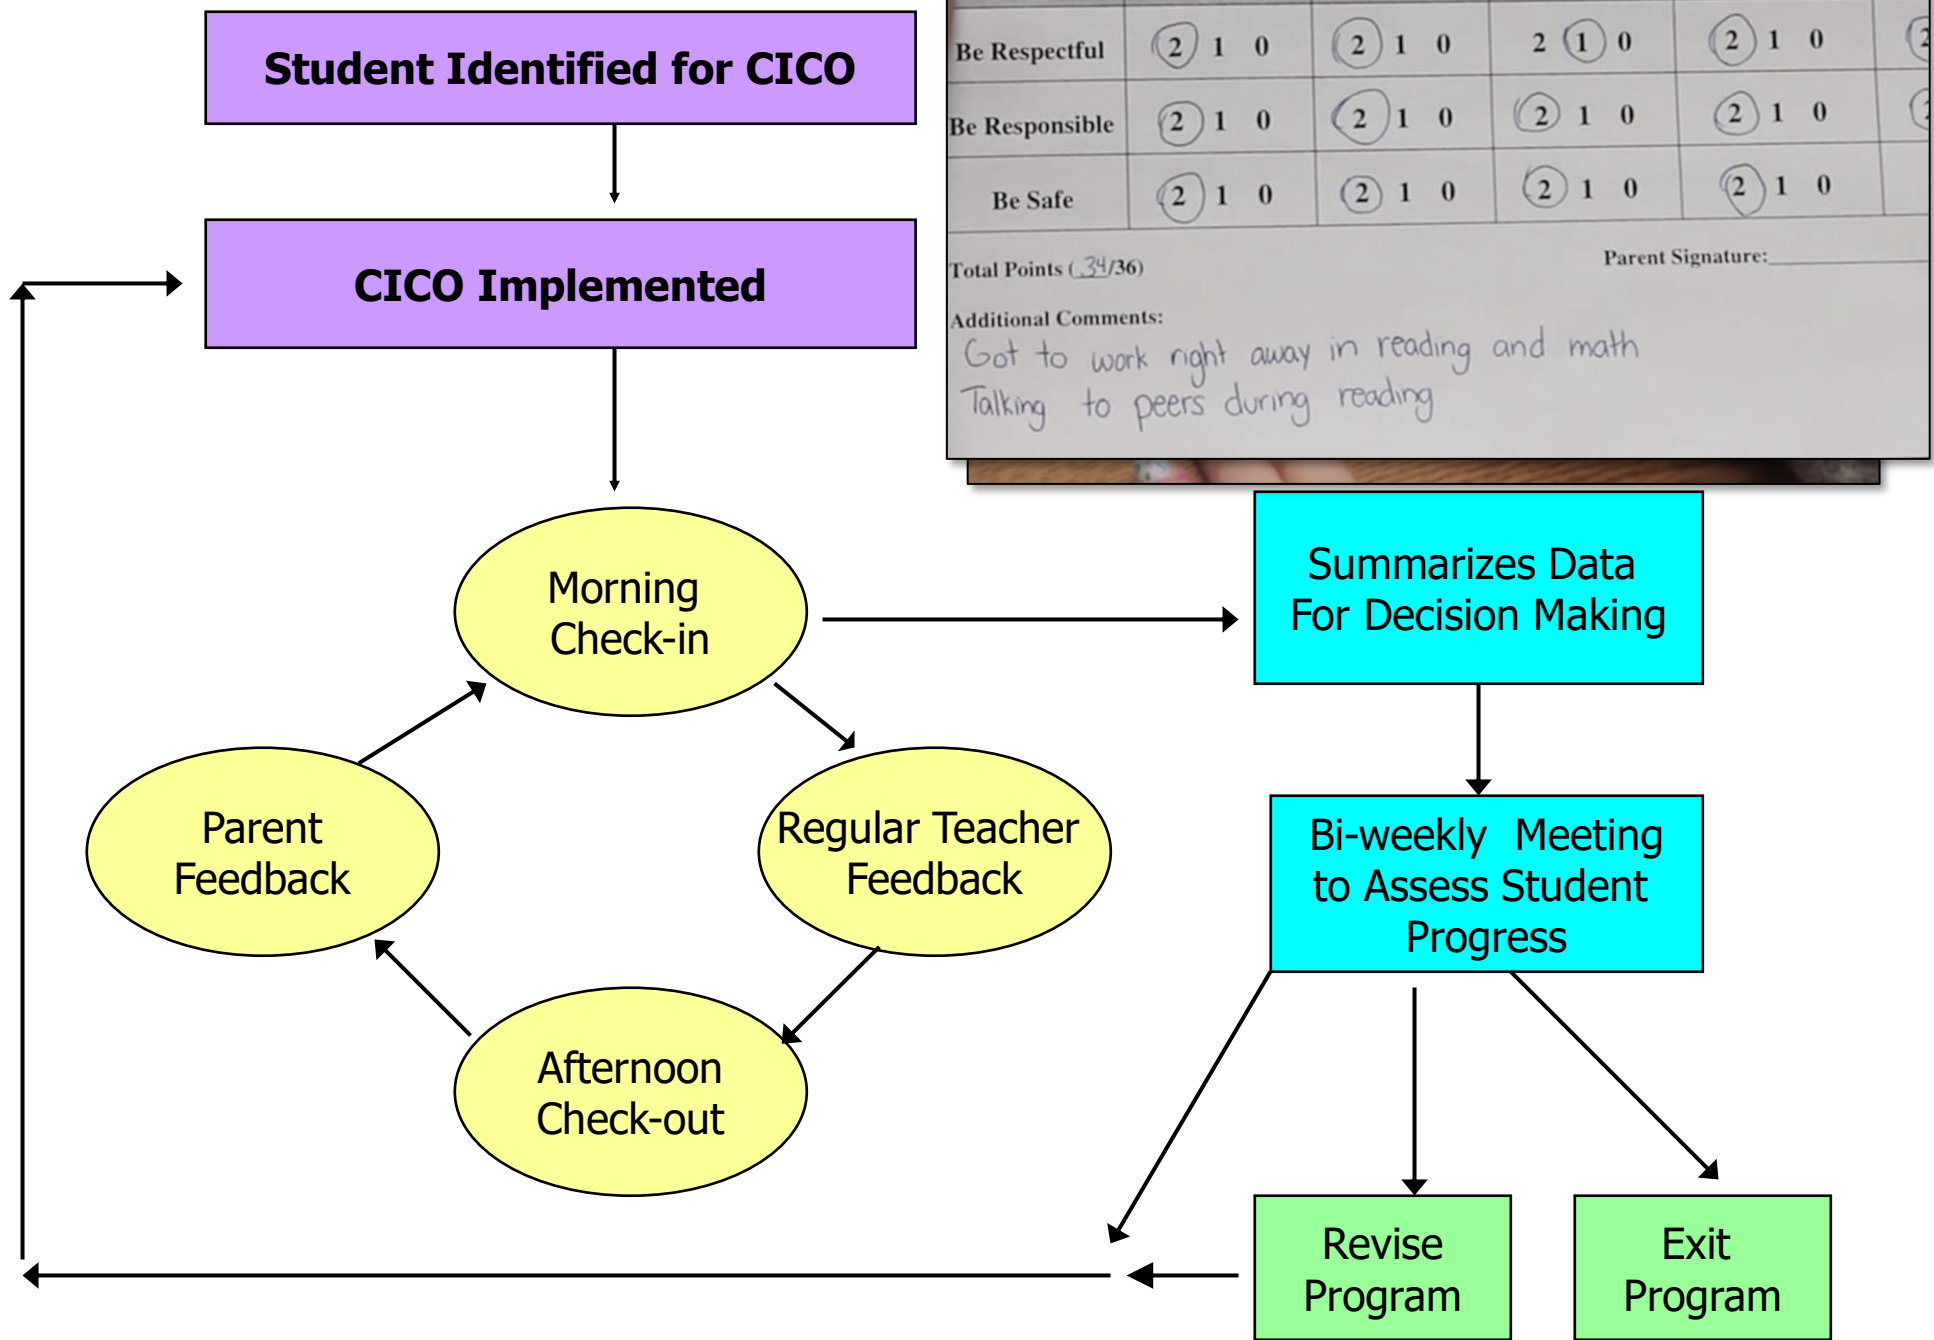 Student Identified for CICO
CICO Implemented
Be Respectful 2 1 0 2 1 0 2 1 0 2 1 0 2
Be Responsible 2 1 0 2 1 0 2 1 0 2 1 0
Be Safe 2 1 0 2 1 0 2 1 0 2 1 0
Total Points (34/36) Parent Signature:
Additional Comments:
Got to work right away in reading and math
Talking to peers during reading
Morning
Check-in
Regular Teacher
Feedback
Afternoon
Check-out
Parent
Feedback
Summarizes Data
For Decision Making
Bi-weekly Meeting
to Assess Student
Progress
Revise
Program
Exit
Program